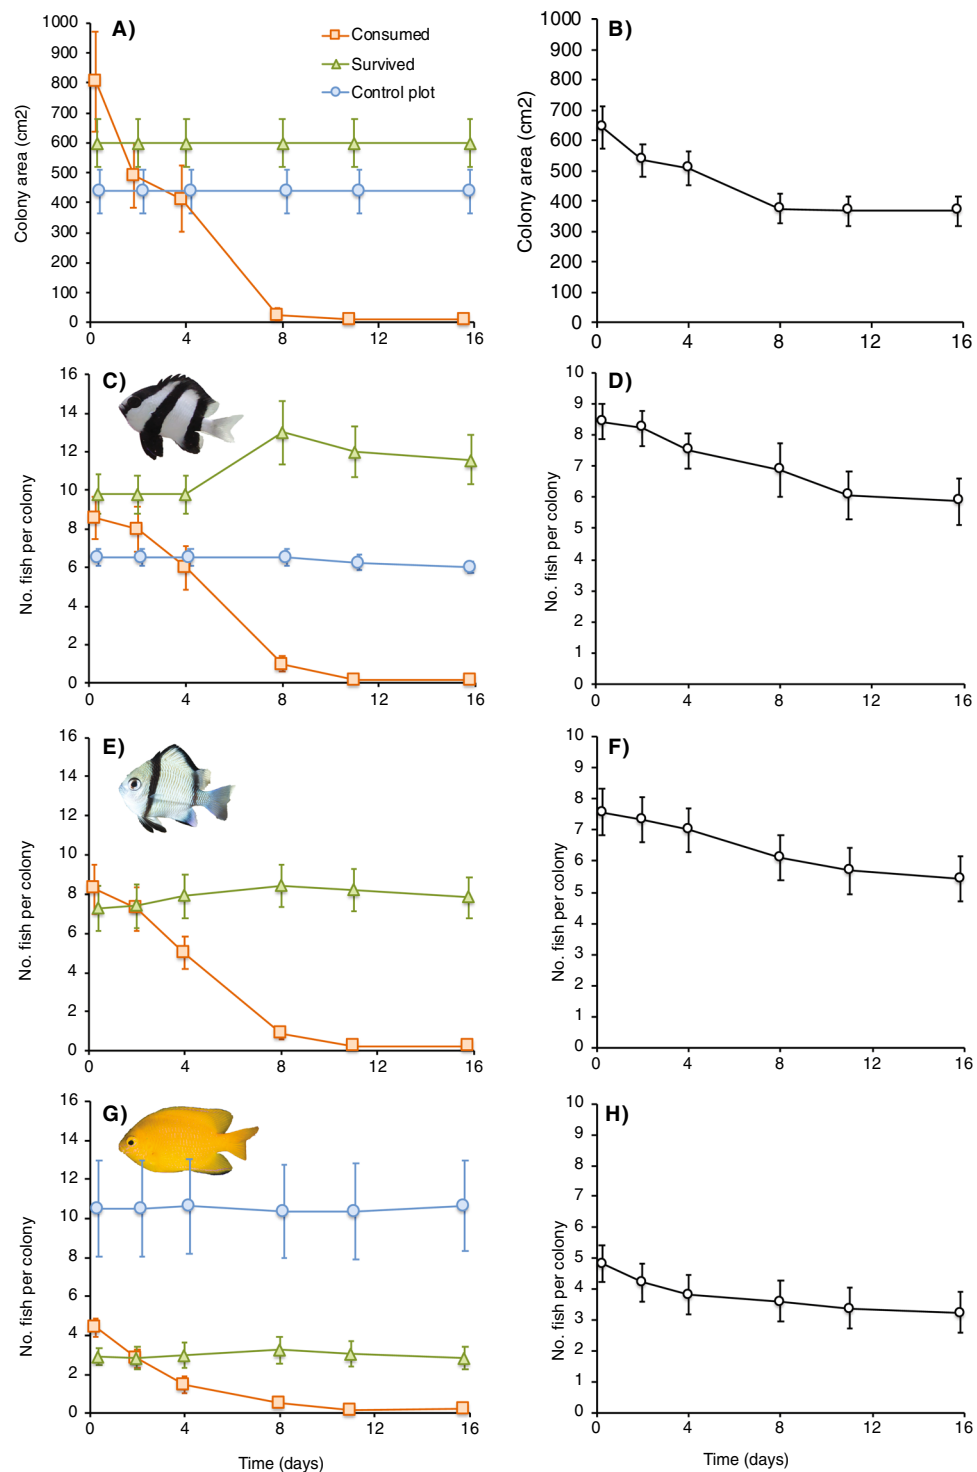 A)
Consumed
Survived
Control plot
Colony area (cm2)
1000
900
800
700
600
500
400
300
200
100
0
0 4 8 12 16
B)
Colony area (cm2)
1000
900
800
700
600
500
400
300
200
100
0
0 4 8 12 16
C)
No. fish per colony
16
14
12
10
8
6
4
2
0
0 4 8 12 16
D)
No. fish per colony
10
9
8
7
6
5
4
3
2
1
0
0 4 8 12 16
E)
No. fish per colony
16
14
12
10
8
6
4
2
0
0 4 8 12 16
F)
No. fish per colony
10
9
8
7
6
5
4
3
2
1
0
0 4 8 12 16
G)
No. fish per colony
16
14
12
10
8
6
4
2
0
0 4 8 12 16
Time (days)
H)
No. fish per colony
10
9
8
7
6
5
4
3
2
1
0
0 4 8 12 16
Time (days)